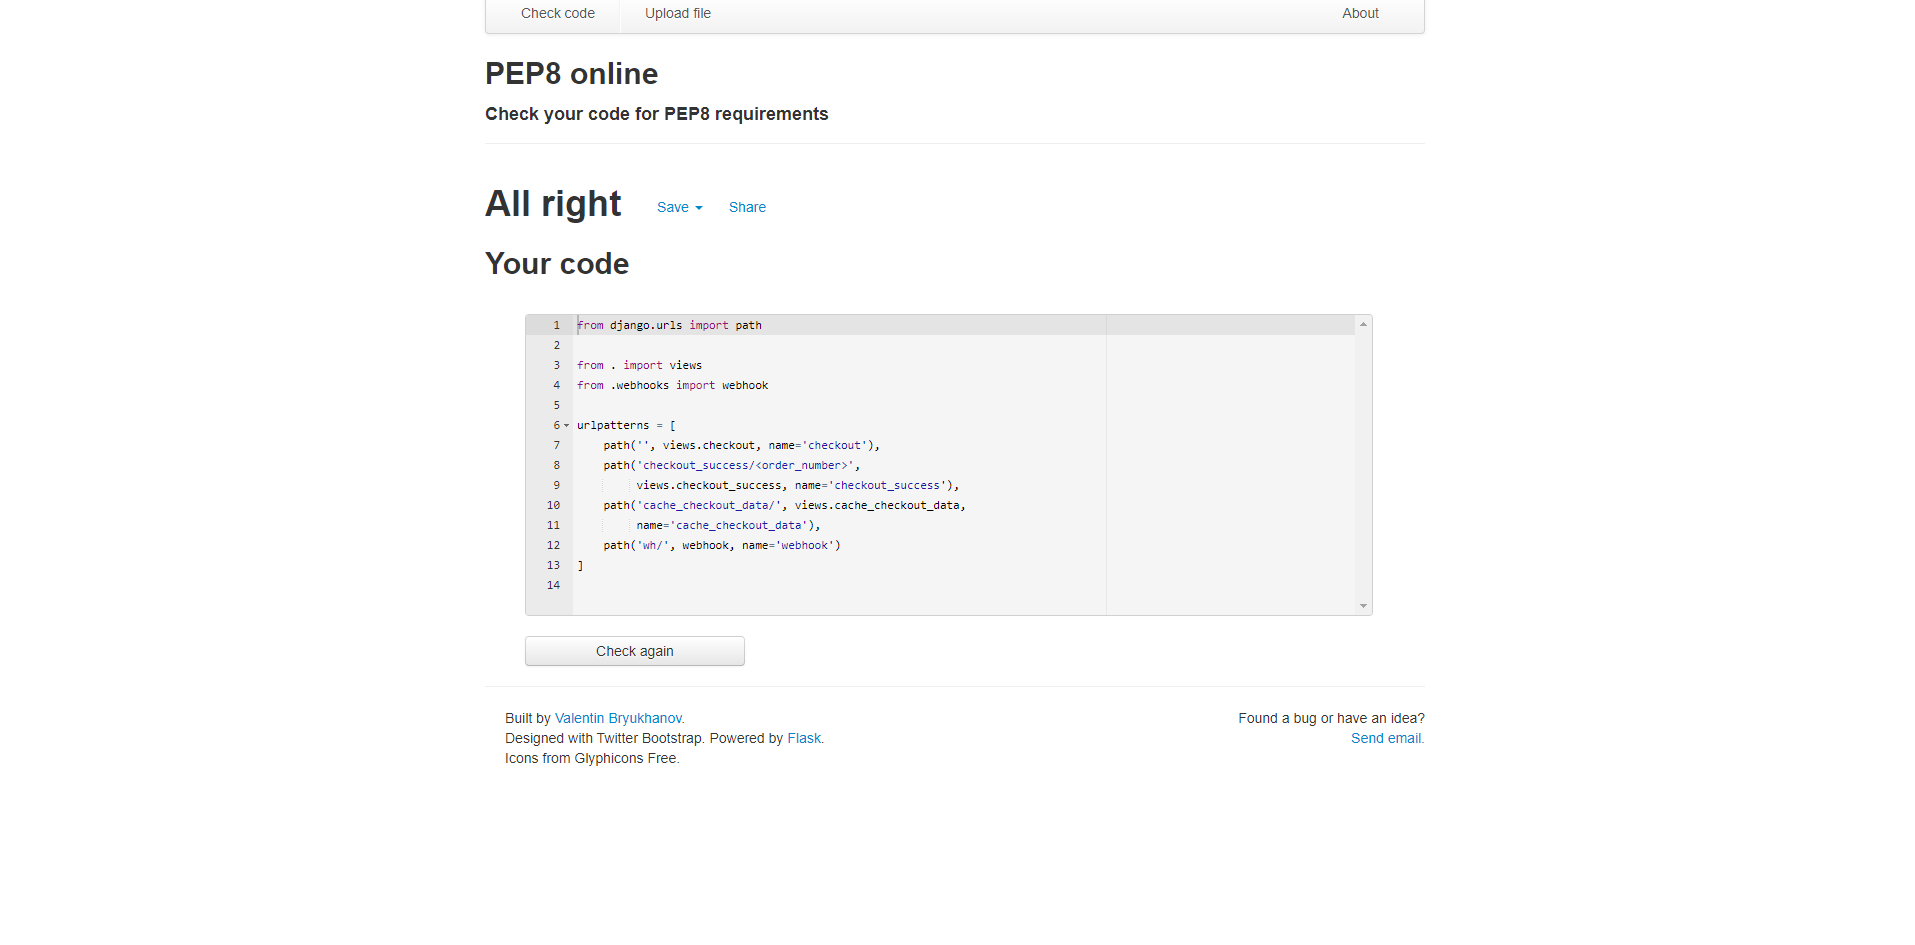 Check code Upload file About
PEP8 online
Check your code for PEP8 requirements
All right Save Share
Your code
1 from django.urls import path
2
3 from . import views
4 from .webhooks import webhook
5
6 urlpatterns = [
7     path('', views.checkout, name='checkout'),
8     path('checkout_success/<order_number>',
9          views.checkout_success, name='checkout_success'),
10     path('cache_checkout_data/', views.cache_checkout_data,
11          name='cache_checkout_data'),
12     path('wh/', webhook, name='webhook')
13 ]
14
Check again
Built by Valentin Bryukhanov.
Designed with Twitter Bootstrap. Powered by Flask.
Icons from Glyphicons Free.
Found a bug or have an idea?
Send email.